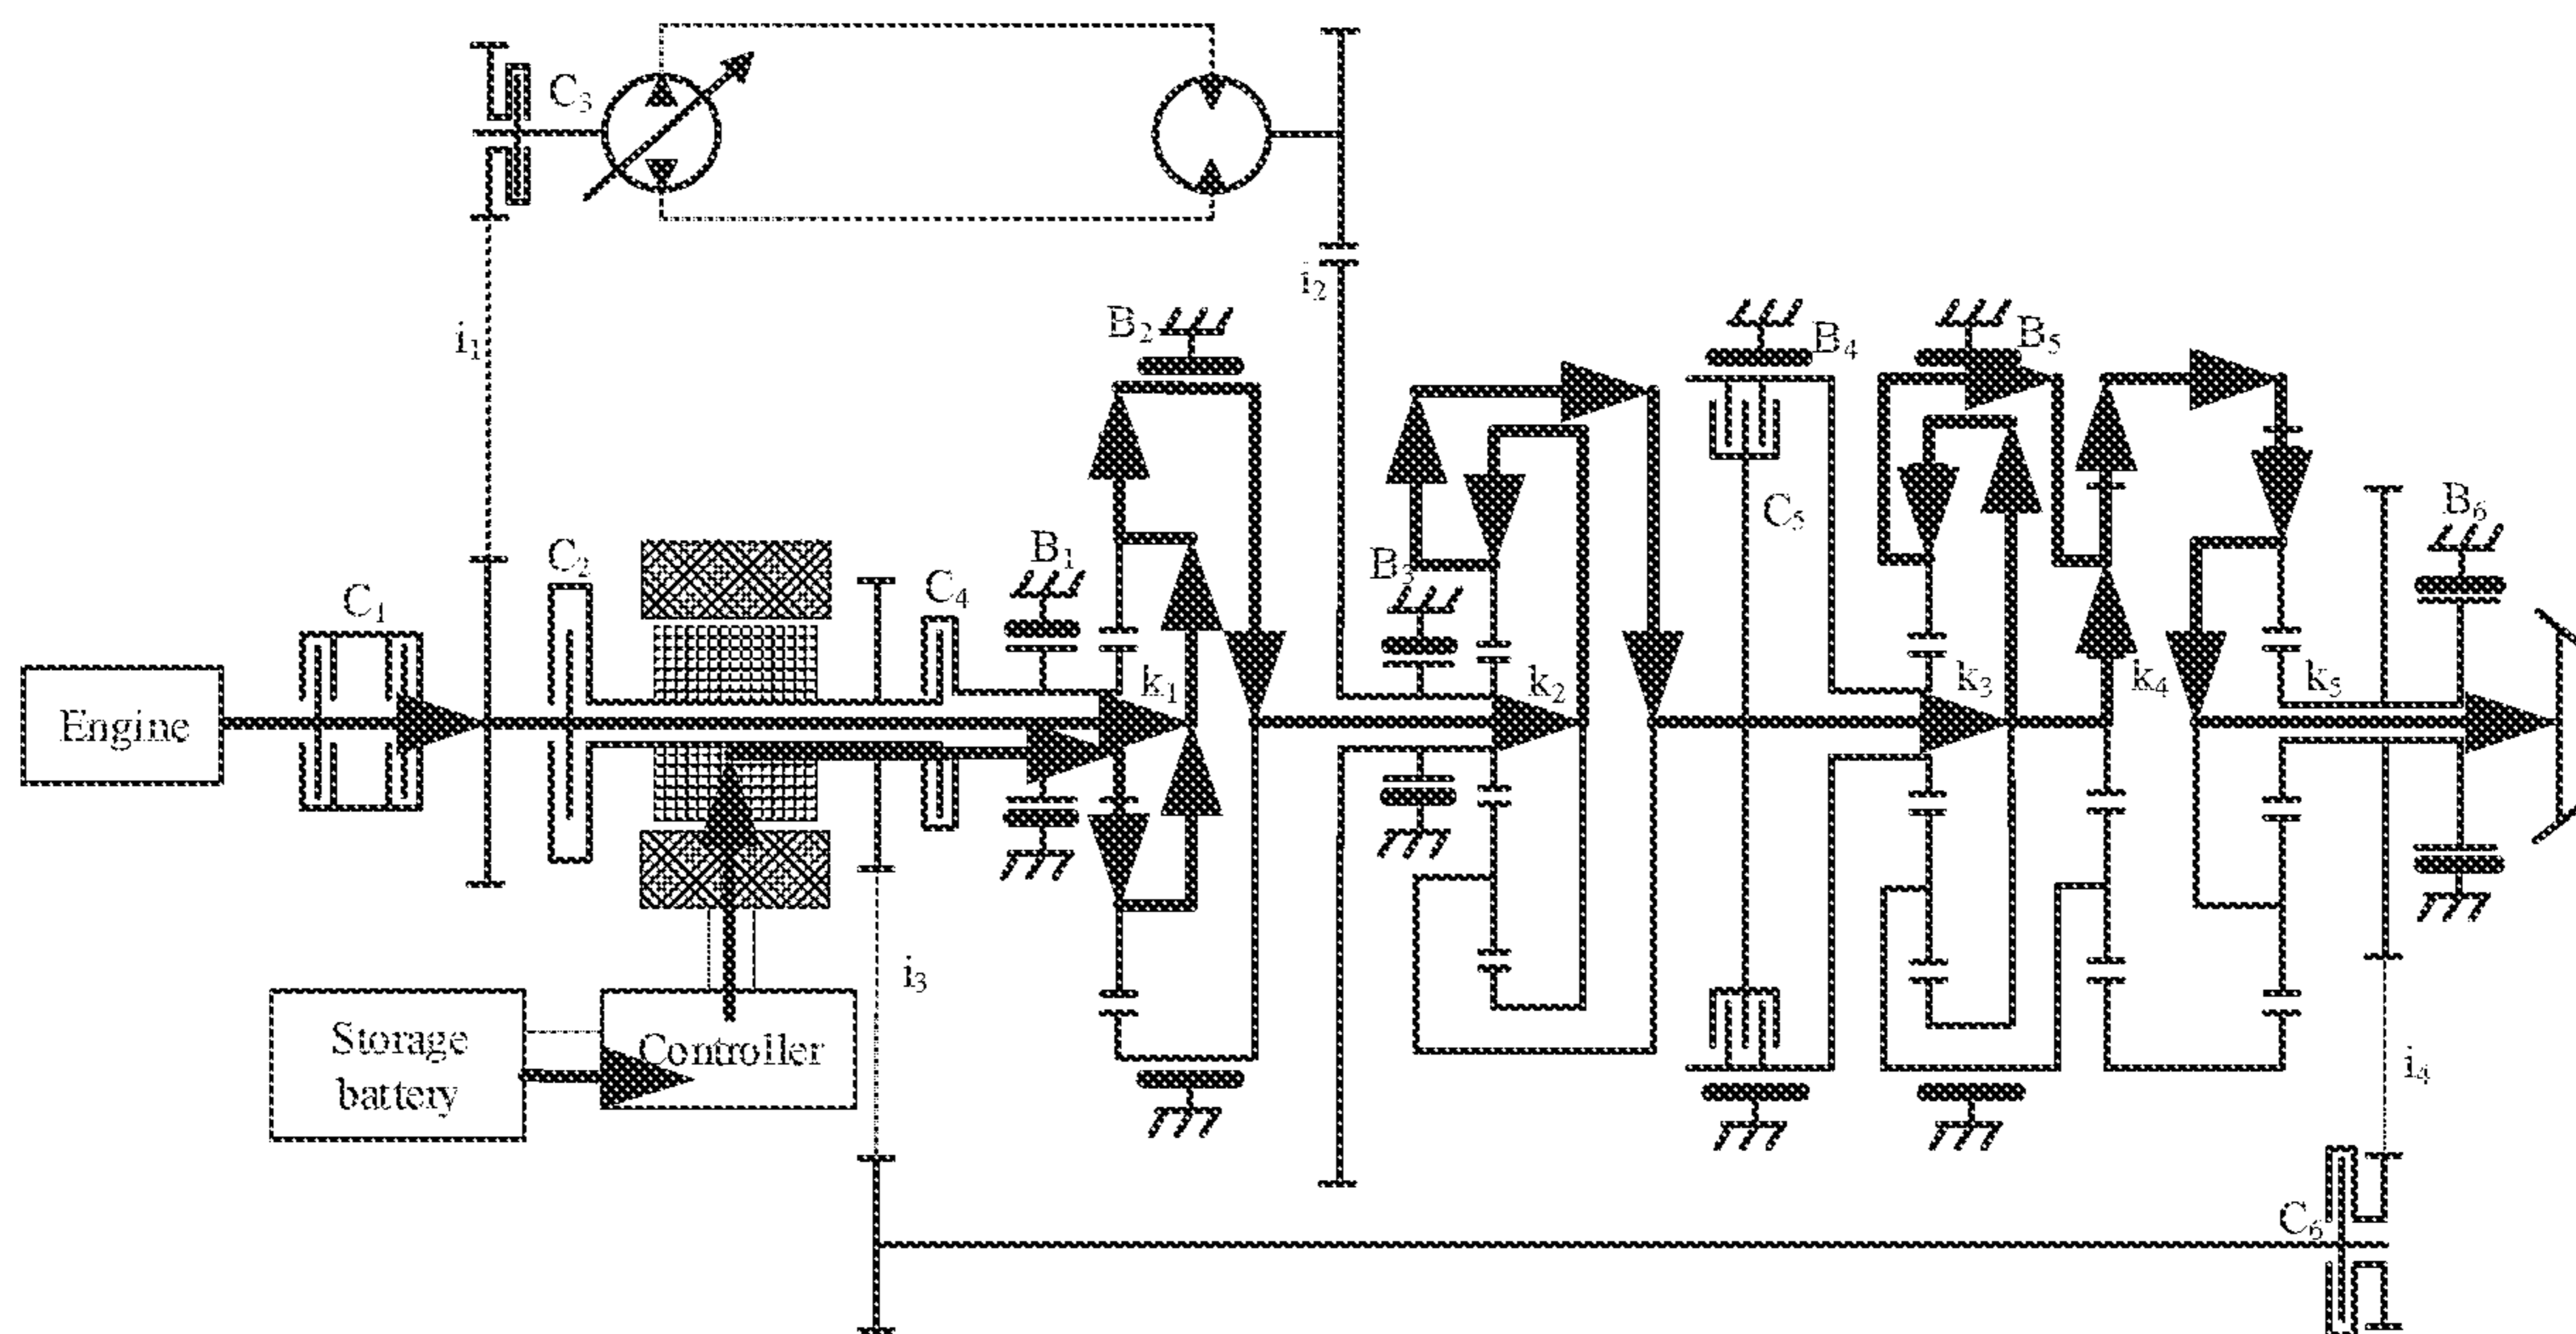 C₃
i₂
B₂
B₄
B₅
i₁
C₅
B₆
C₂
B₁
B₃
C₁
C₄
k₁
k₂
k₃
k₄
k₅
Engine
i₃
Storage
battery
Controller
i₄
C₆